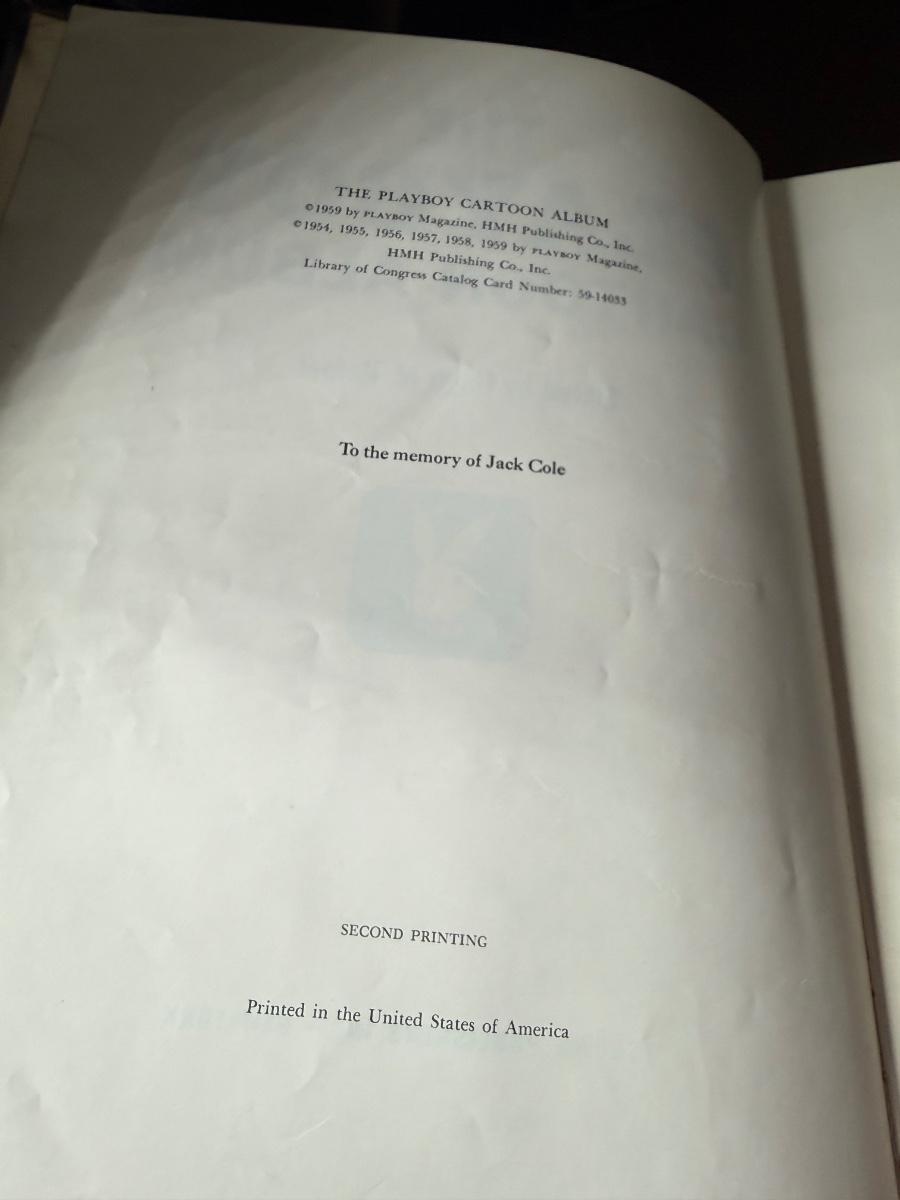 THE PLAYBOY CARTOON ALBUM
©1959 by PLAYBOY Magazine, HMH Publishing Co., Inc.
©1954, 1955, 1956, 1957, 1958, 1959 by PLAYBOY Magazine,
HMH Publishing Co., Inc.
Library of Congress Catalog Card Number: 59-14033
To the memory of Jack Cole
SECOND PRINTING
Printed in the United States of America